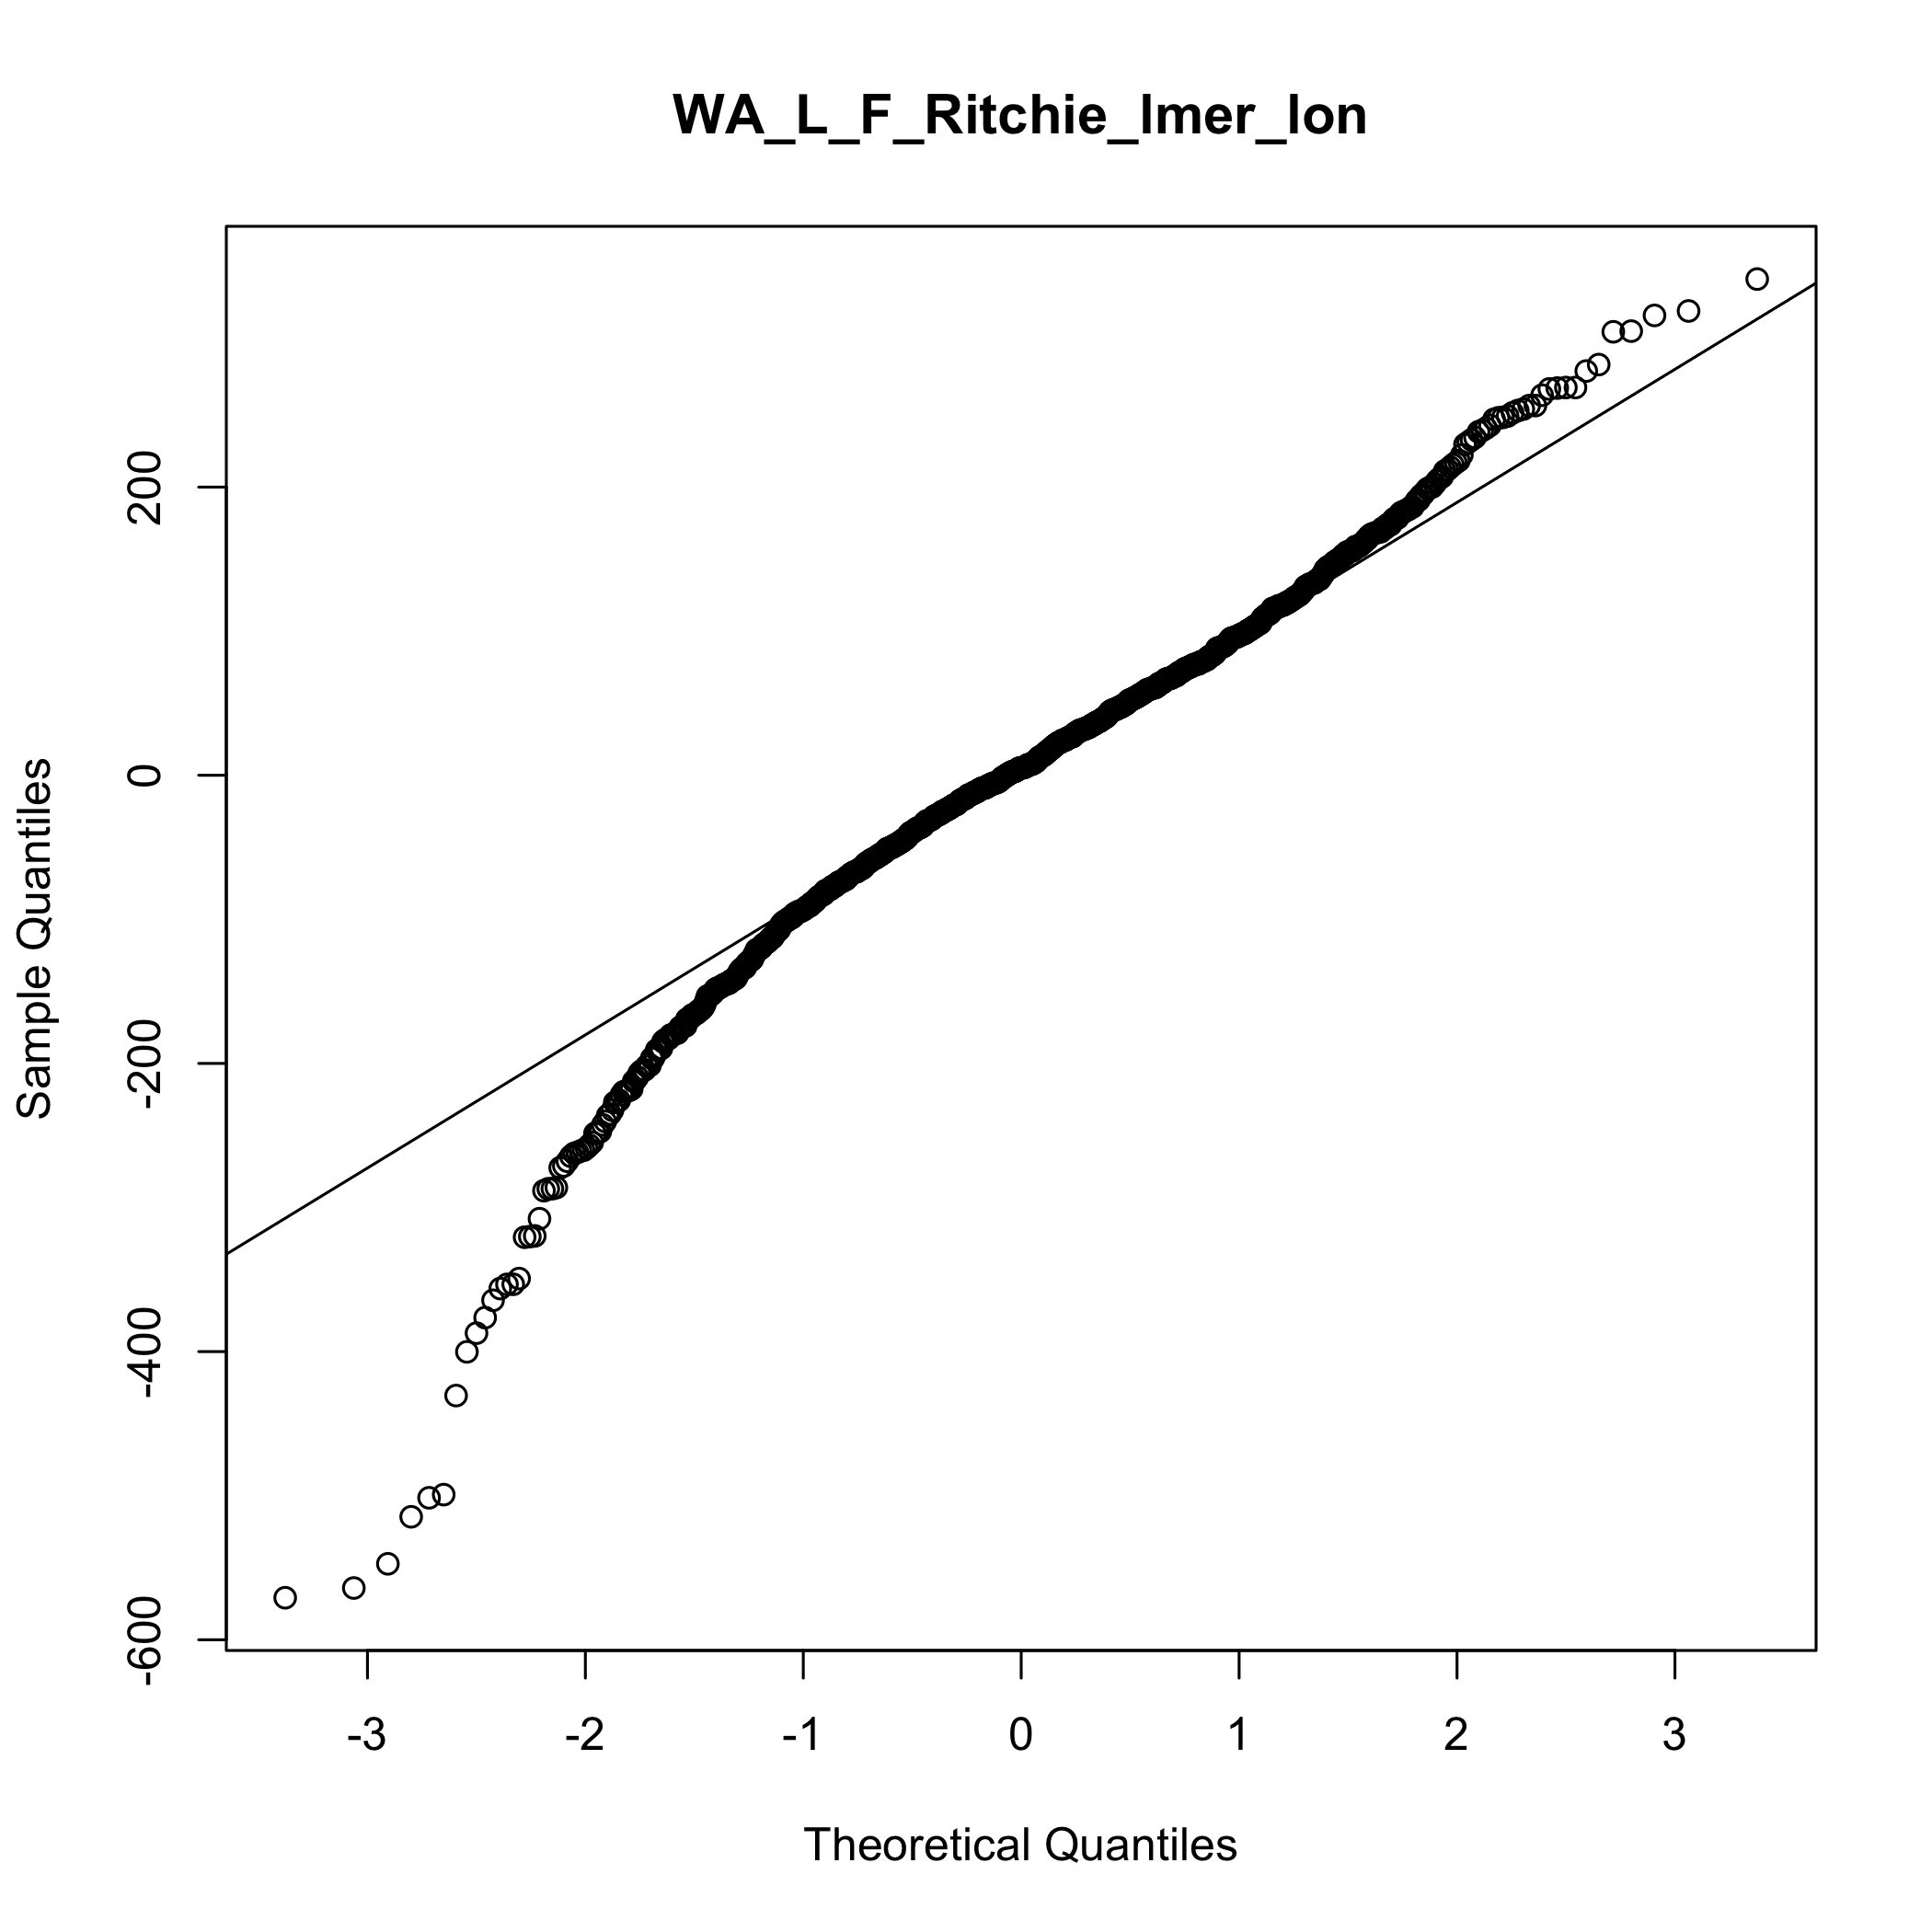 WA_L_F_Ritchie_lmer_lon
Sample Quantiles
200
0
-200
-400
-600
-3 -2 -1 0 1 2 3
Theoretical Quantiles